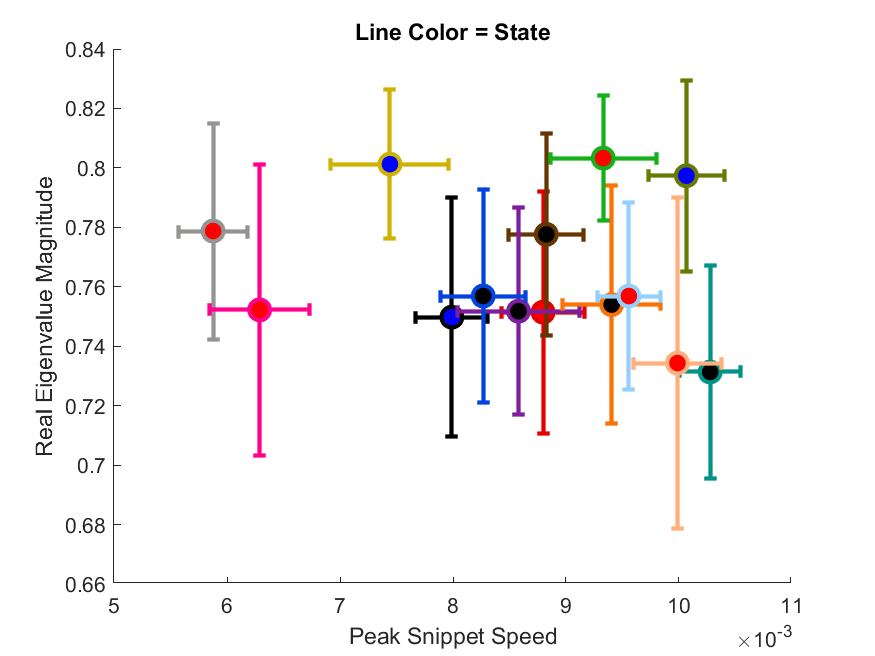 Line Color = State
0.84
0.82
0.8
0.78
0.76
0.74
0.72
0.7
0.68
0.66
Real Eigenvalue Magnitude
5 6 7 8 9 10 11
Peak Snippet Speed
×10⁻³